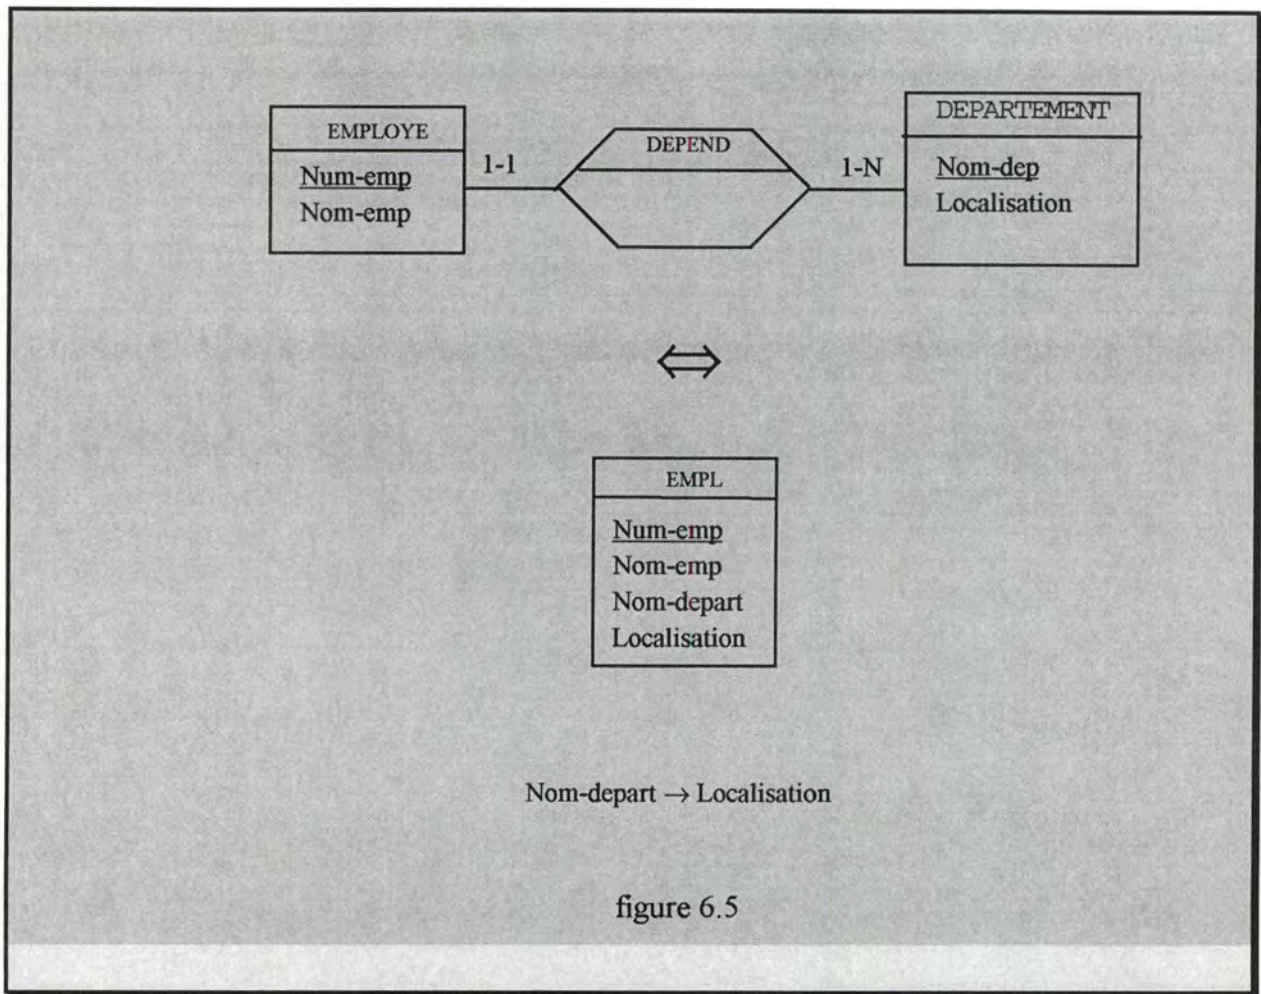 EMPLOYE
Num-emp
Nom-emp
1-1
DEPEND
1-N
DEPARTEMENT
Nom-dep
Localisation
EMPL
Num-emp
Nom-emp
Nom-depart
Localisation
Nom-depart → Localisation
figure 6.5